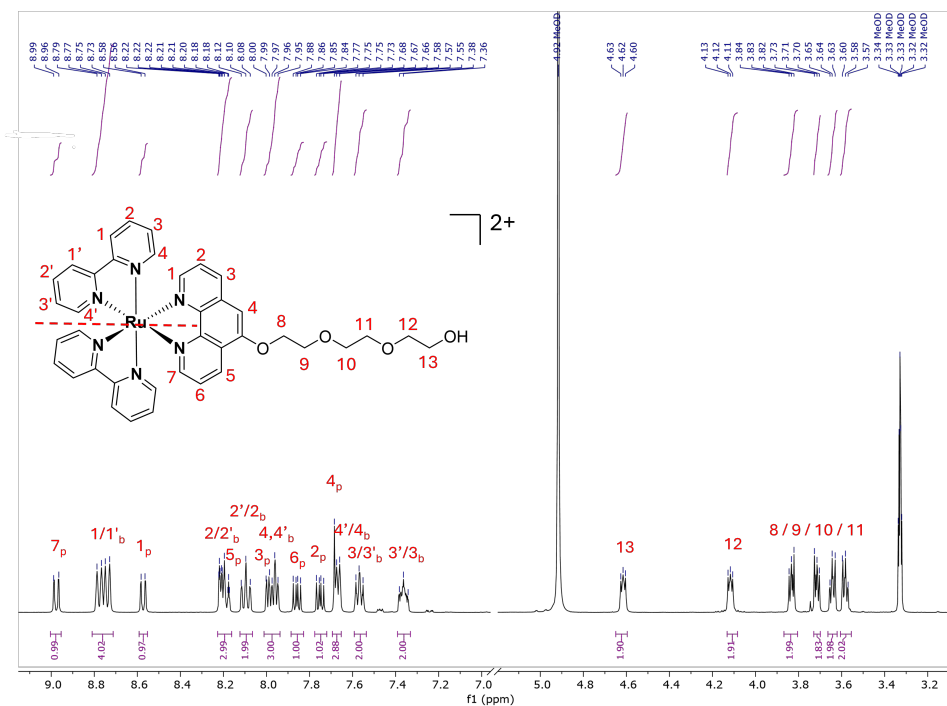 8.99 8.96 8.79 8.77 8.75 8.73 8.58 8.56 8.22 8.22 8.22 8.21 8.21 8.20 8.18 8.18 8.12 8.10 8.08 8.00 7.99 7.97 7.96 7.95 7.88 7.86 7.85 7.84 7.77 7.75 7.75 7.73 7.68 7.67 7.66 7.58 7.57 7.55 7.38 7.36
4.92 MeOD 4.63 4.62 4.60 4.13 4.12 4.11 3.84 3.83 3.82 3.73 3.71 3.70 3.65 3.64 3.63 3.60 3.58 3.57 3.34 MeOD 3.33 MeOD 3.33 MeOD 3.32 MeOD 3.32 MeOD
2+
2
1 3
1' 4
2'
3' 4'
N N N N N N
Ru
1 2 3 4
8 11 12
O O O OH
9 10 13
7 6 5
4p
2'/2b
7p 1/1'b 1p 2/2'b 4,4'b 4'/4b
5p 3p 6p 2p 3/3'b 3'/3b
13 12 8 / 9 / 10 / 11
0.99 4.02 0.97 2.99 1.99 3.00 1.00 1.02 2.88 2.00 2.00 1.90 1.91 1.99 1.83 1.98 2.02
9.0 8.8 8.6 8.4 8.2 8.0 7.8 7.6 7.4 7.2 7.0 5.0 4.8 4.6 4.4 4.2 4.0 3.8 3.6 3.4 3.2
f1 (ppm)